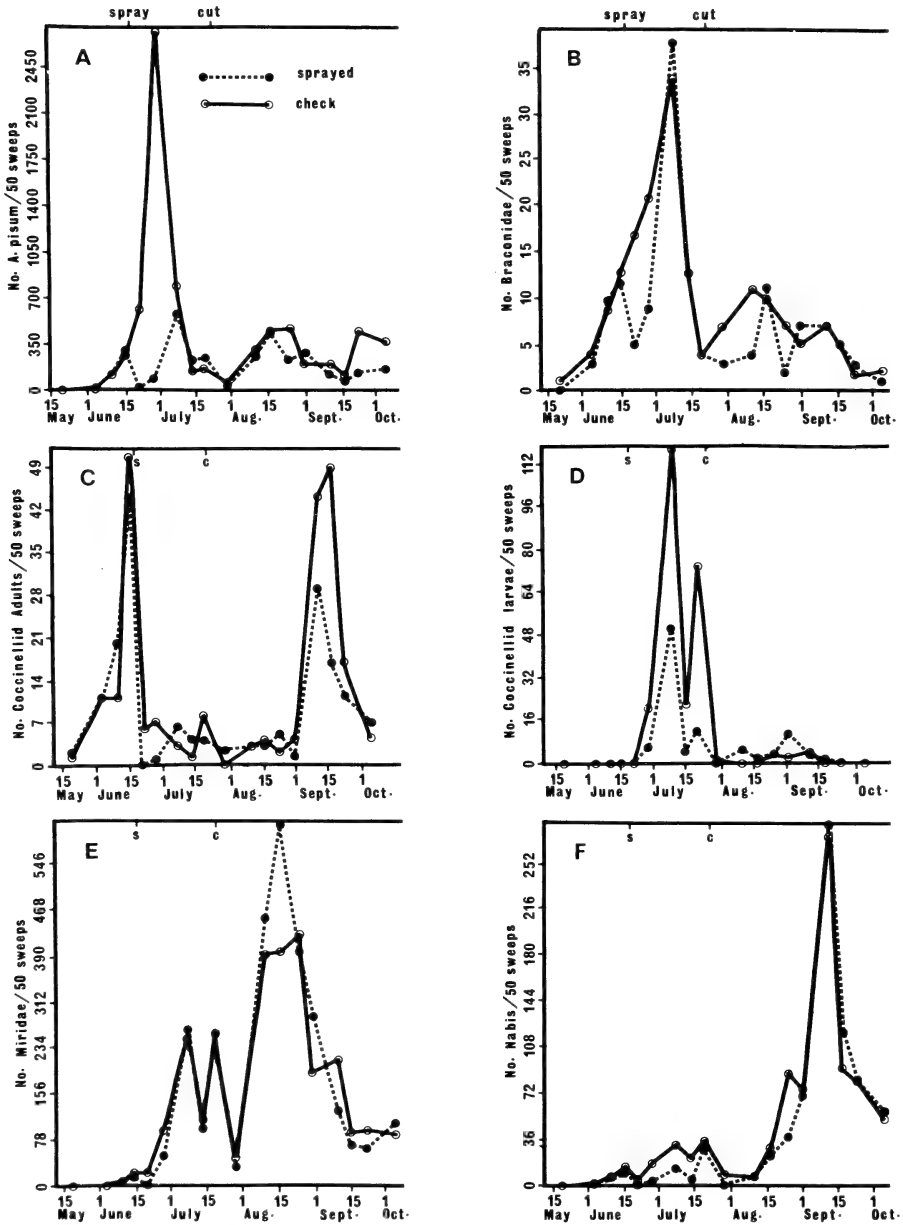 spray cut
A
sprayed
check
No. A. pisum/50 sweeps
0 350 700 1050 1400 1750 2100 2450
15 1 15 1 15 1 15 1 15 1
May June July Aug. Sept. Oct.
spray cut
B
No. Braconidae/50 sweeps
0 5 10 15 20 25 30 35
15 1 15 1 15 1 15 1 15 1
May June July Aug. Sept. Oct.
s c
C
No. Coccinellid Adults/50 sweeps
0 7 14 21 28 35 42 49
15 1 15 1 15 1 15 1 15 1
May June July Aug. Sept. Oct.
s c
D
No. Coccinellid larvae/50 sweeps
0 16 32 48 64 80 96 112
15 1 15 1 15 1 15 1 15 1
May June July Aug. Sept. Oct.
s c
E
No. Miridae/50 sweeps
0 78 156 234 312 390 468 546
15 1 15 1 15 1 15 1 15 1
May June July Aug. Sept. Oct.
s c
F
No. Nabis/50 sweeps
0 36 72 108 144 180 216 252
15 1 15 1 15 1 15 1 15 1
May June July Aug. Sept. Oct.